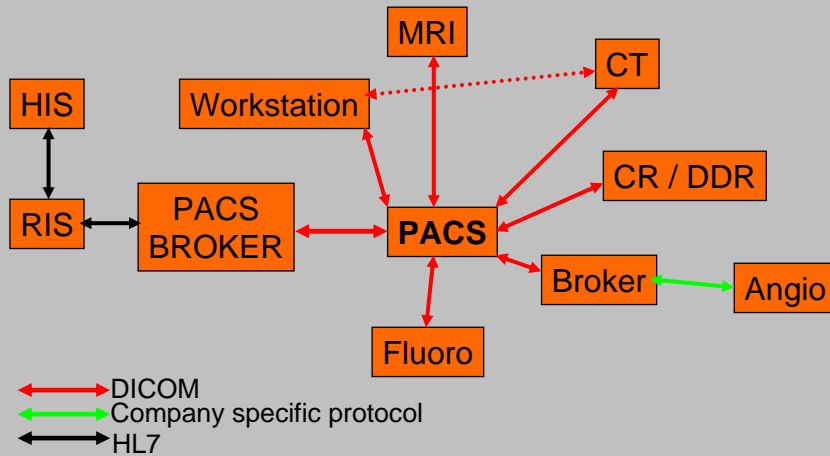 MRI
CT
HIS
Workstation
CR / DDR
RIS
PACS
BROKER
PACS
Broker
Angio
Fluoro
DICOM
Company specific protocol
HL7